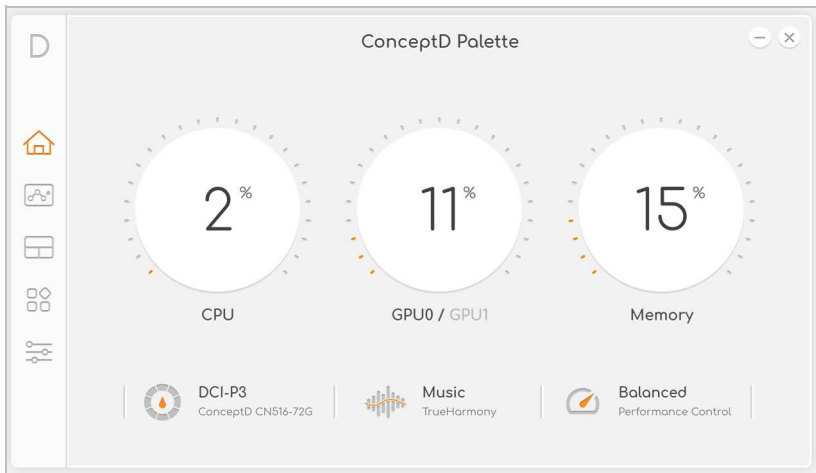 D
ConceptD Palette
2%
11%
15%
CPU
GPU0 / GPU1
Memory
DCI-P3
ConceptD CN516-72G
Music
TrueHarmony
Balanced
Performance Control